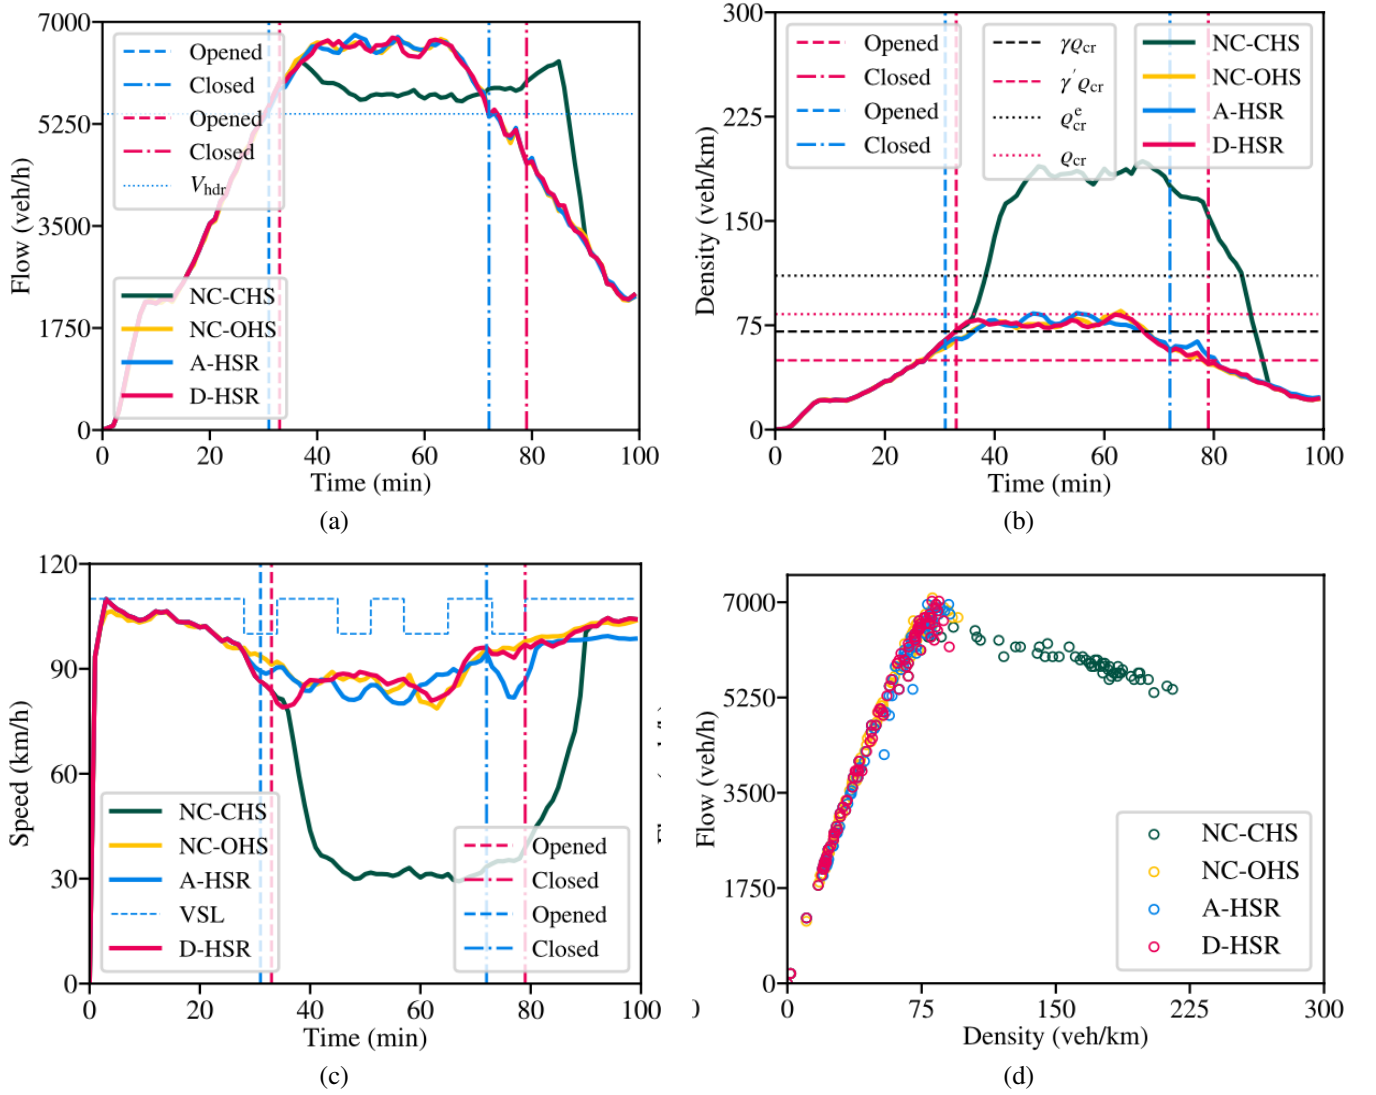 7000
5250
3500
1750
0
Flow (veh/h)
Opened
Closed
Opened
Closed
Vhdr
NC-CHS
NC-OHS
A-HSR
D-HSR
0 20 40 60 80 100
Time (min)
(a)
300
225
150
75
0
Density (veh/km)
Opened
Closed
Opened
Closed
γϱcr
γ′ϱcr
ϱᵉcr
ϱcr
NC-CHS
NC-OHS
A-HSR
D-HSR
0 20 40 60 80 100
Time (min)
(b)
120
90
60
30
0
Speed (km/h)
NC-CHS
NC-OHS
A-HSR
VSL
D-HSR
Opened
Closed
Opened
Closed
0 20 40 60 80 100
Time (min)
(c)
7000
5250
3500
1750
0
Flow (veh/h)
NC-CHS
NC-OHS
A-HSR
D-HSR
0 75 150 225 300
Density (veh/km)
(d)